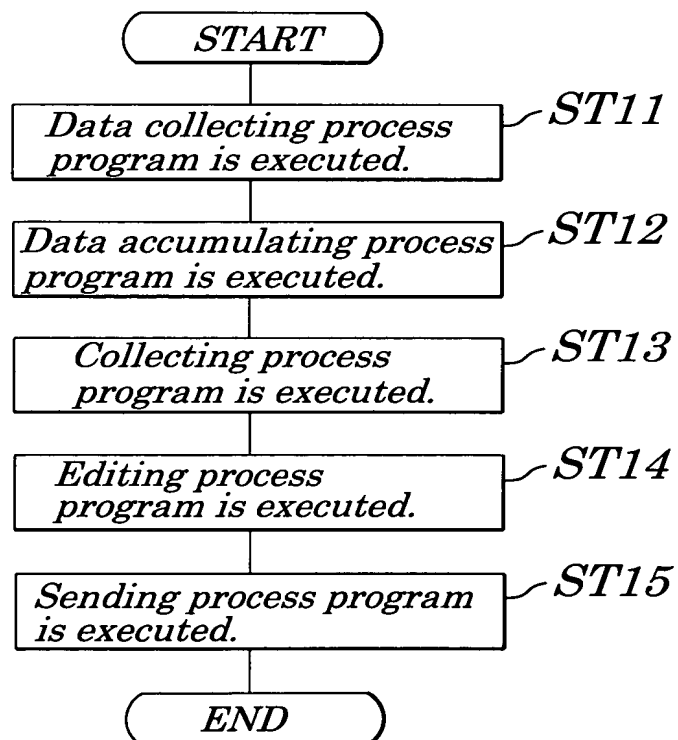 START
Data collecting process
program is executed.
ST11
Data accumulating process
program is executed.
ST12
Collecting process
program is executed.
ST13
Editing process
program is executed.
ST14
Sending process program
is executed.
ST15
END